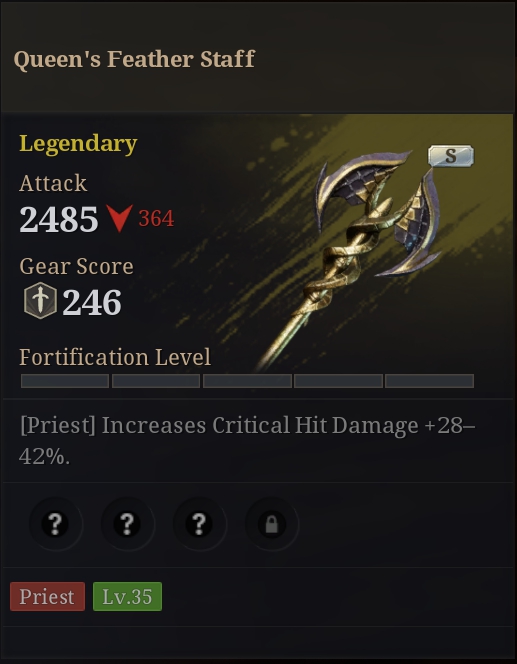 Queen's Feather Staff
Legendary
S
Attack
2485 364
Gear Score
246
Fortification Level
[Priest] Increases Critical Hit Damage +28–
42%.
? ? ?
Priest Lv.35